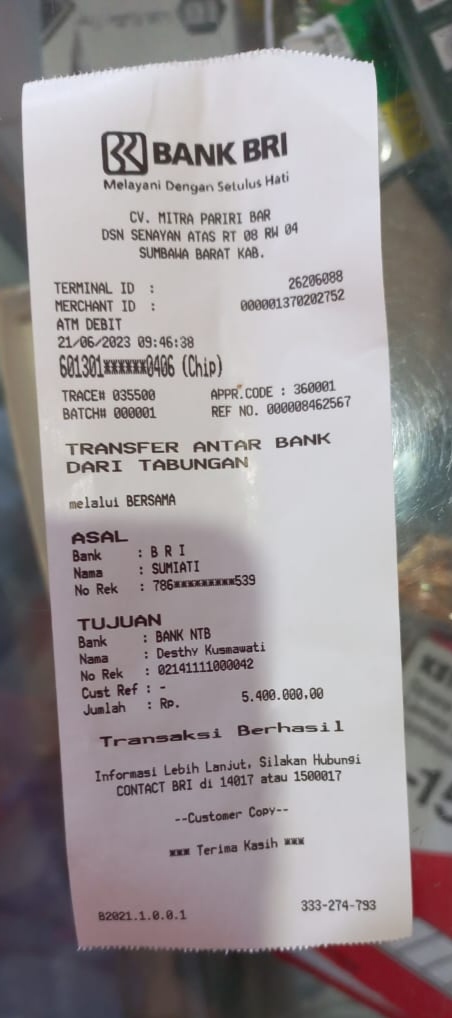 BANK BRI
Melayani Dengan Setulus Hati
CV. MITRA PARIRI BAR
DSN SENAYAN ATAS RT 08 RW 04
SUMBAWA BARAT KAB.
TERMINAL ID : 26206088
MERCHANT ID : 000001370202752
ATM DEBIT
21/06/2023 09:46:38
601301******0406 (Chip)
TRACE# 035500 APPR.CODE : 360001
BATCH# 000001 REF NO. 000008462567
TRANSFER ANTAR BANK
DARI TABUNGAN
melalui BERSAMA
ASAL
Bank : B R I
Nama : SUMIATI
No Rek : 786*********539
TUJUAN
Bank : BANK NTB
Nama : Desthy Kusmawati
No Rek : 02141111000042
Cust Ref : -
Jumlah : Rp. 5.400.000,00
Transaksi Berhasil
Informasi Lebih Lanjut, Silakan Hubungi
CONTACT BRI di 14017 atau 1500017
--Customer Copy--
*** Terima Kasih ***
B2021.1.0.0.1 333-274-793